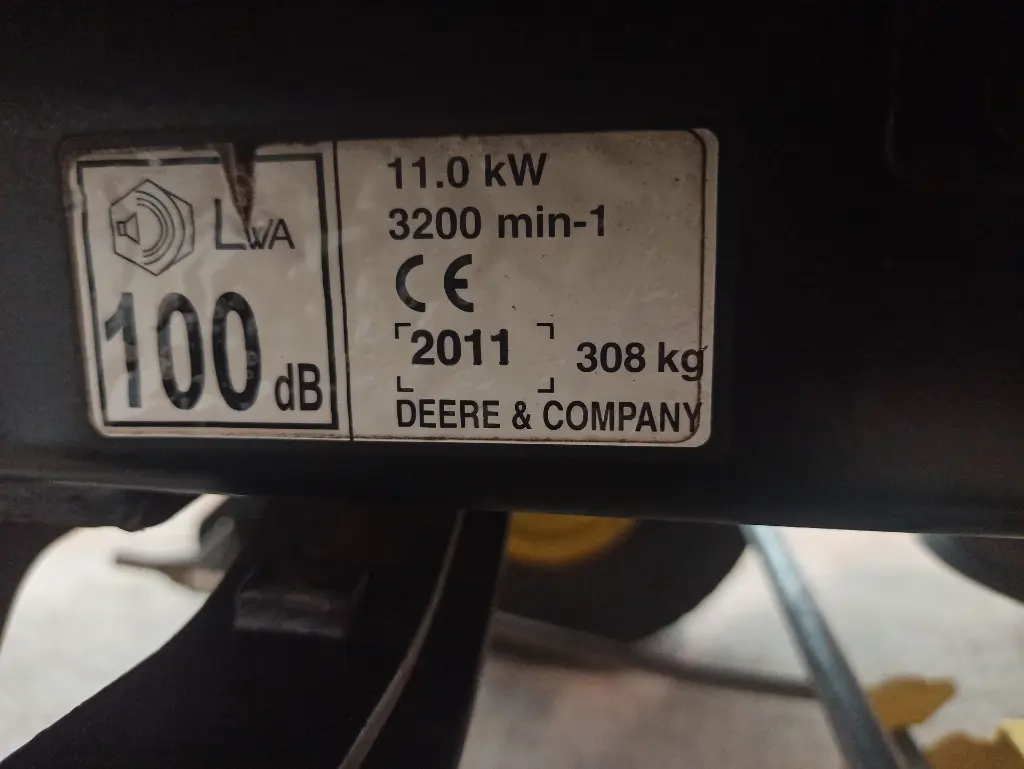 LWA
100 dB
11.0 kW
3200 min-1
CE
2011 308 kg
DEERE & COMPANY